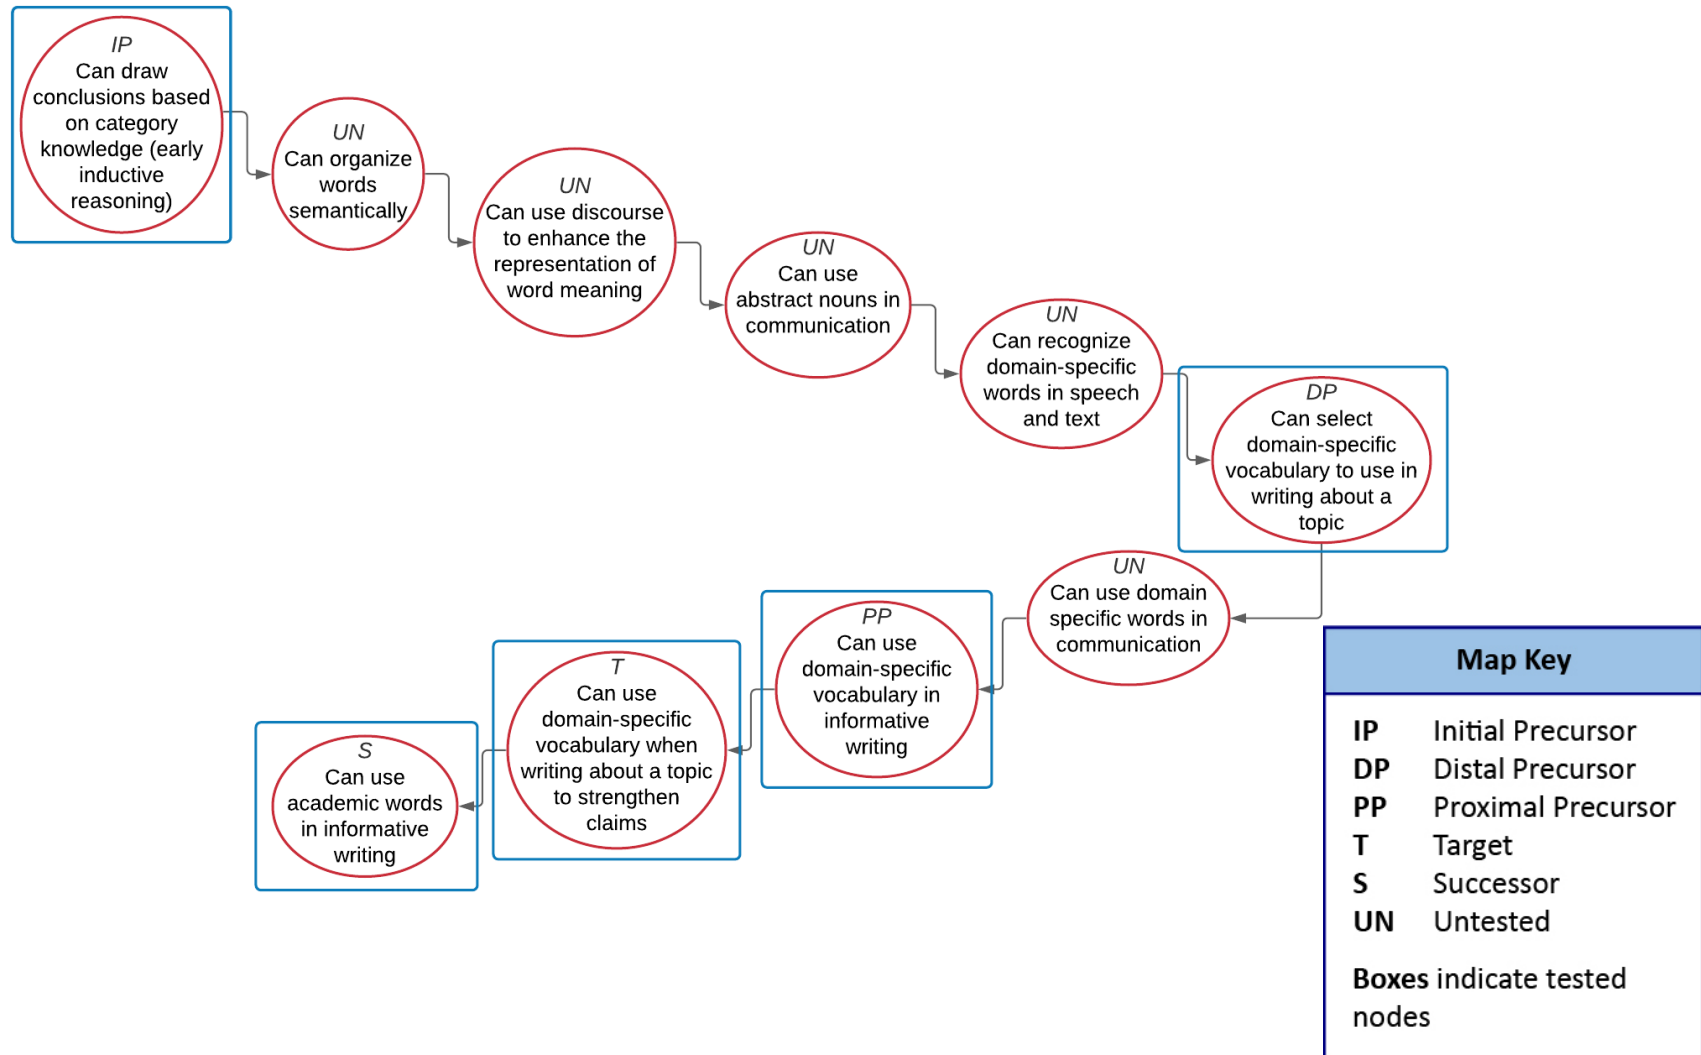 IP
Can draw
conclusions based
on category
knowledge (early
inductive
reasoning)
UN
Can organize
words
semantically
UN
Can use discourse
to enhance the
representation of
word meaning
UN
Can use
abstract nouns in
communication
UN
Can recognize
domain-specific
words in speech
and text
DP
Can select
domain-specific
vocabulary to use in
writing about a
topic
UN
Can use domain
specific words in
communication
PP
Can use
domain-specific
vocabulary in
informative
writing
T
Can use
domain-specific
vocabulary when
writing about a topic
to strengthen
claims
S
Can use
academic words
in informative
writing
Map Key
IP Initial Precursor
DP Distal Precursor
PP Proximal Precursor
T Target
S Successor
UN Untested
Boxes indicate tested
nodes